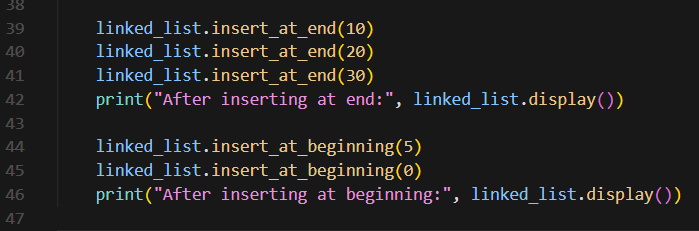 38
39 linked_list.insert_at_end(10)
40 linked_list.insert_at_end(20)
41 linked_list.insert_at_end(30)
42 print("After inserting at end:", linked_list.display())
43
44 linked_list.insert_at_beginning(5)
45 linked_list.insert_at_beginning(0)
46 print("After inserting at beginning:", linked_list.display())
47